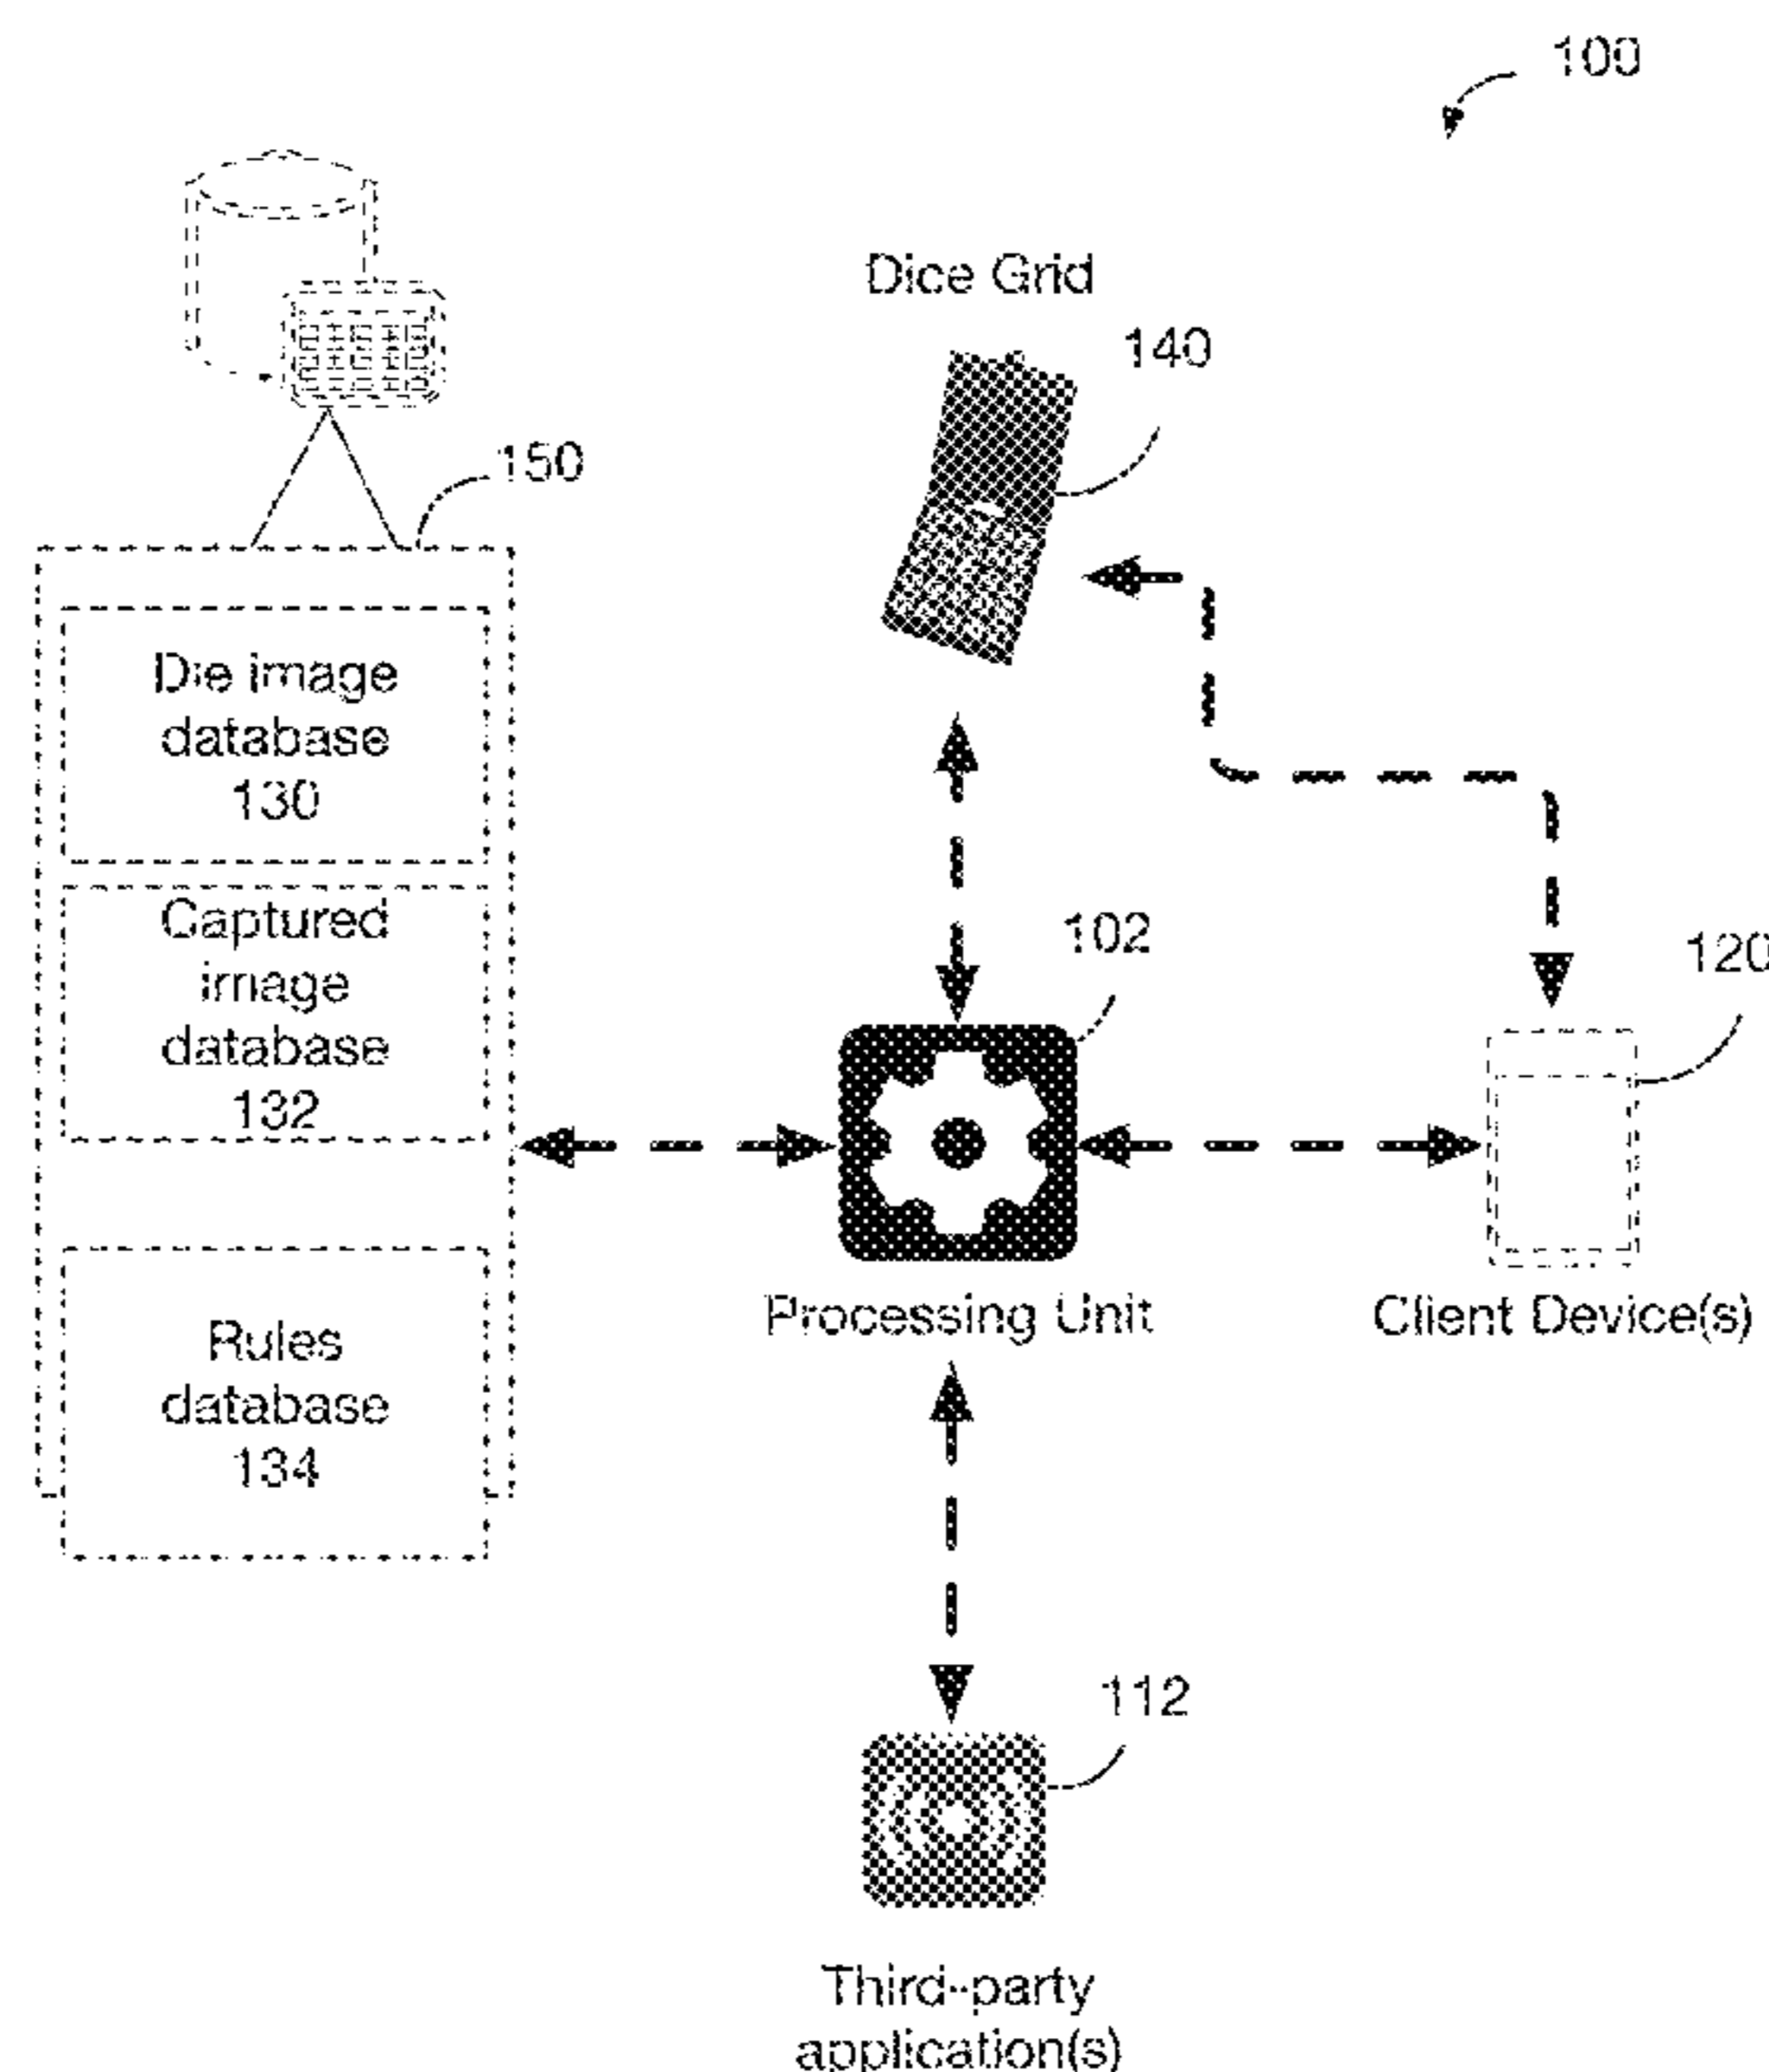 100
Dice Grid
140
150
Die image
database
130
Captured
image
database
132
102
120
Processing Unit
Client Device(s)
Rules
database
134
112
Third-party
application(s)